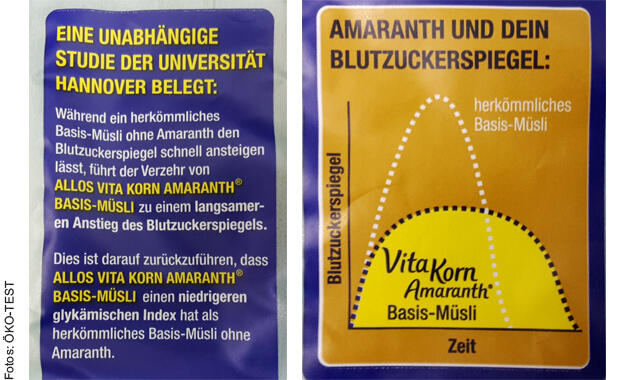 EINE UNABHÄNGIGE
STUDIE DER UNIVERSITÄT
HANNOVER BELEGT:
Während ein herkömmliches
Basis-Müsli ohne Amaranth den
Blutzuckerspiegel schnell ansteigen
lässt, führt der Verzehr von
ALLOS VITA KORN AMARANTH®
BASIS-MÜSLI zu einem langsamer-
en Anstieg des Blutzuckerspiegels.
Dies ist darauf zurückzuführen, dass
ALLOS VITA KORN AMARANTH®
BASIS-MÜSLI einen niedrigeren
glykämischen Index hat als
herkömmliches Basis-Müsli ohne
Amaranth.
Fotos: ÖKO-TEST
AMARANTH UND DEIN
BLUTZUCKERSPIEGEL:
herkömmliches
Basis-Müsli
Blutzuckerspiegel
Vita Korn
Amaranth®
Basis-Müsli
Zeit